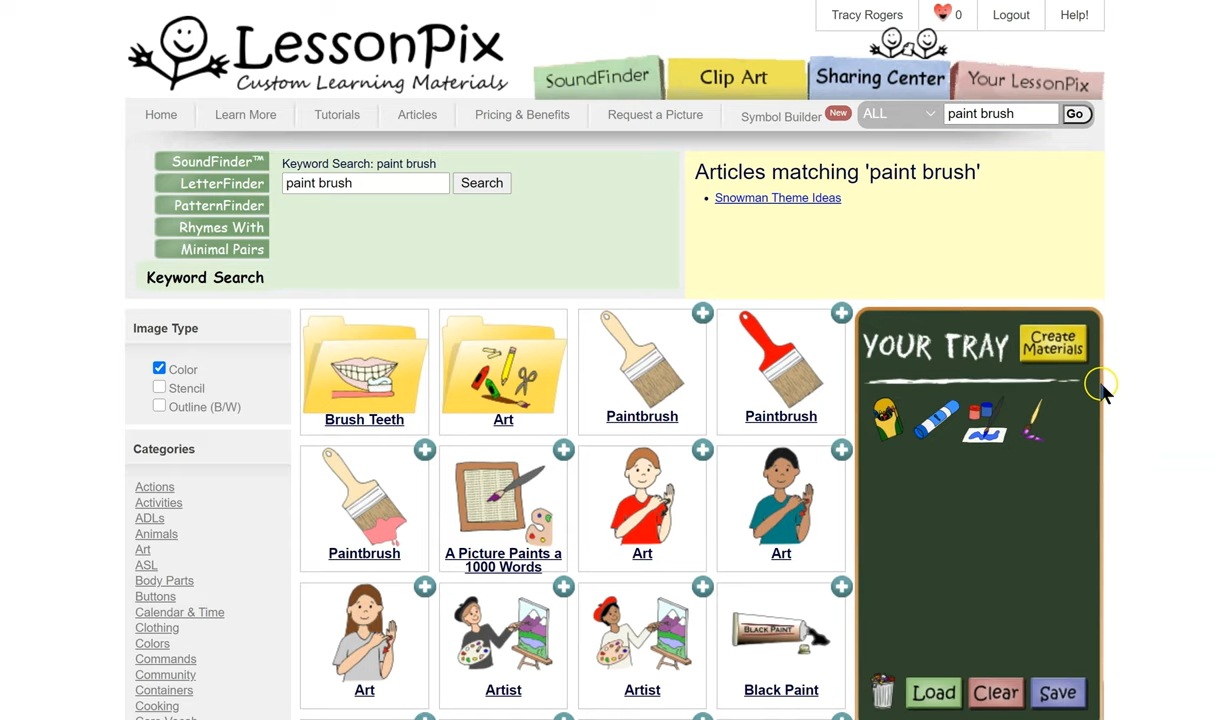 Tracy Rogers 0 Logout Help!
LessonPix
Custom Learning Materials
SoundFinder Clip Art Sharing Center Your LessonPix
Home Learn More Tutorials Articles Pricing & Benefits Request a Picture Symbol Builder New ALL paint brush Go
SoundFinder™
LetterFinder
PatternFinder
Rhymes With
Minimal Pairs
Keyword Search
Keyword Search: paint brush
paint brush Search
Articles matching 'paint brush'
• Snowman Theme Ideas
Image Type
Color
Stencil
Outline (B/W)
Categories
Actions
Activities
ADLs
Animals
Art
ASL
Body Parts
Buttons
Calendar & Time
Clothing
Colors
Commands
Community
Containers
Cooking
Brush Teeth Art Paintbrush Paintbrush
Paintbrush A Picture Paints a
1000 Words Art Art
Art Artist Artist BLACK PAINT
Black Paint
YOUR TRAY Create
Materials
Load Clear Save